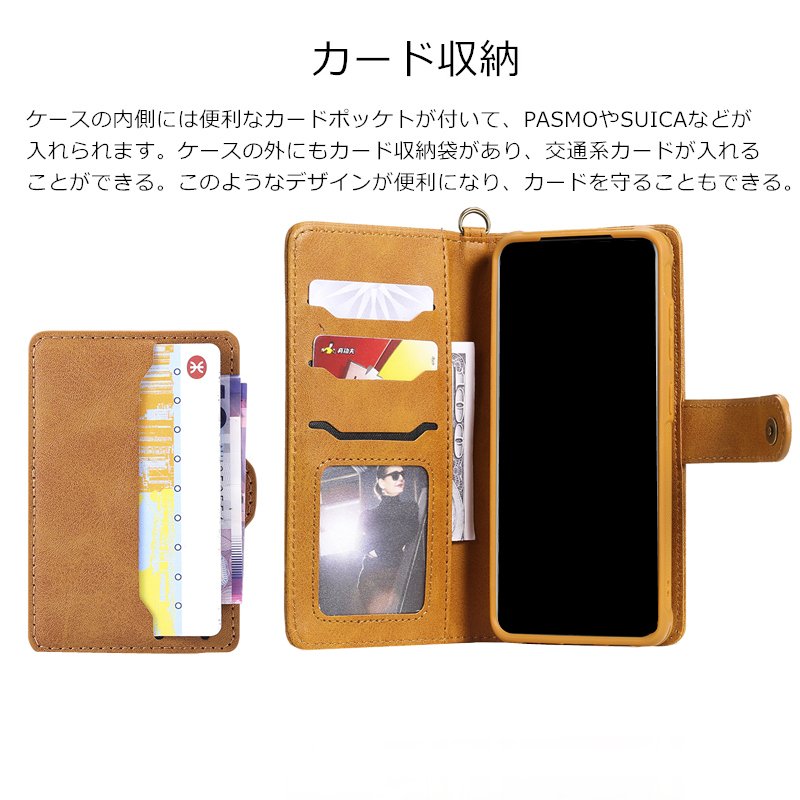 カード収納
ケースの内側には便利なカードポッケトが付いて、PASMOやSUICAなどが
入れられます。ケースの外にもカード収納袋があり、交通系カードが入れる
ことができる。このようなデザインが便利になり、カードを守ることもできる。